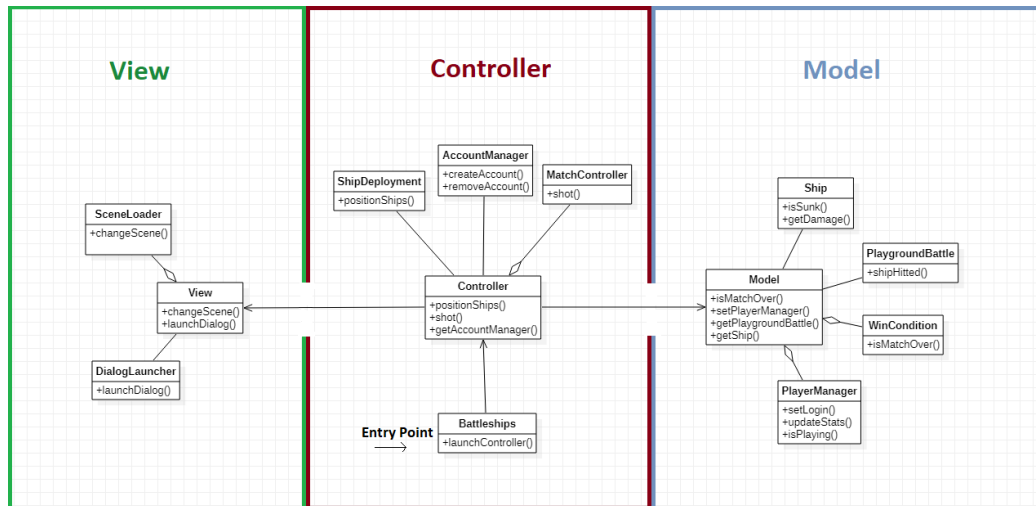 View
Controller
Model
SceneLoader
+changeScene()
View
+changeScene()
+launchDialog()
DialogLauncher
+launchDialog()
ShipDeployment
+positionShips()
AccountManager
+createAccount()
+removeAccount()
MatchController
+shot()
Controller
+positionShips()
+shot()
+getAccountManager()
Battleships
+launchController()
Entry Point
Ship
+isSunk()
+getDamage()
PlaygroundBattle
+shipHitted()
Model
+isMatchOver()
+setPlayerManager()
+getPlaygroundBattle()
+getShip()
WinCondition
+isMatchOver()
PlayerManager
+setLogin()
+updateStats()
+isPlaying()